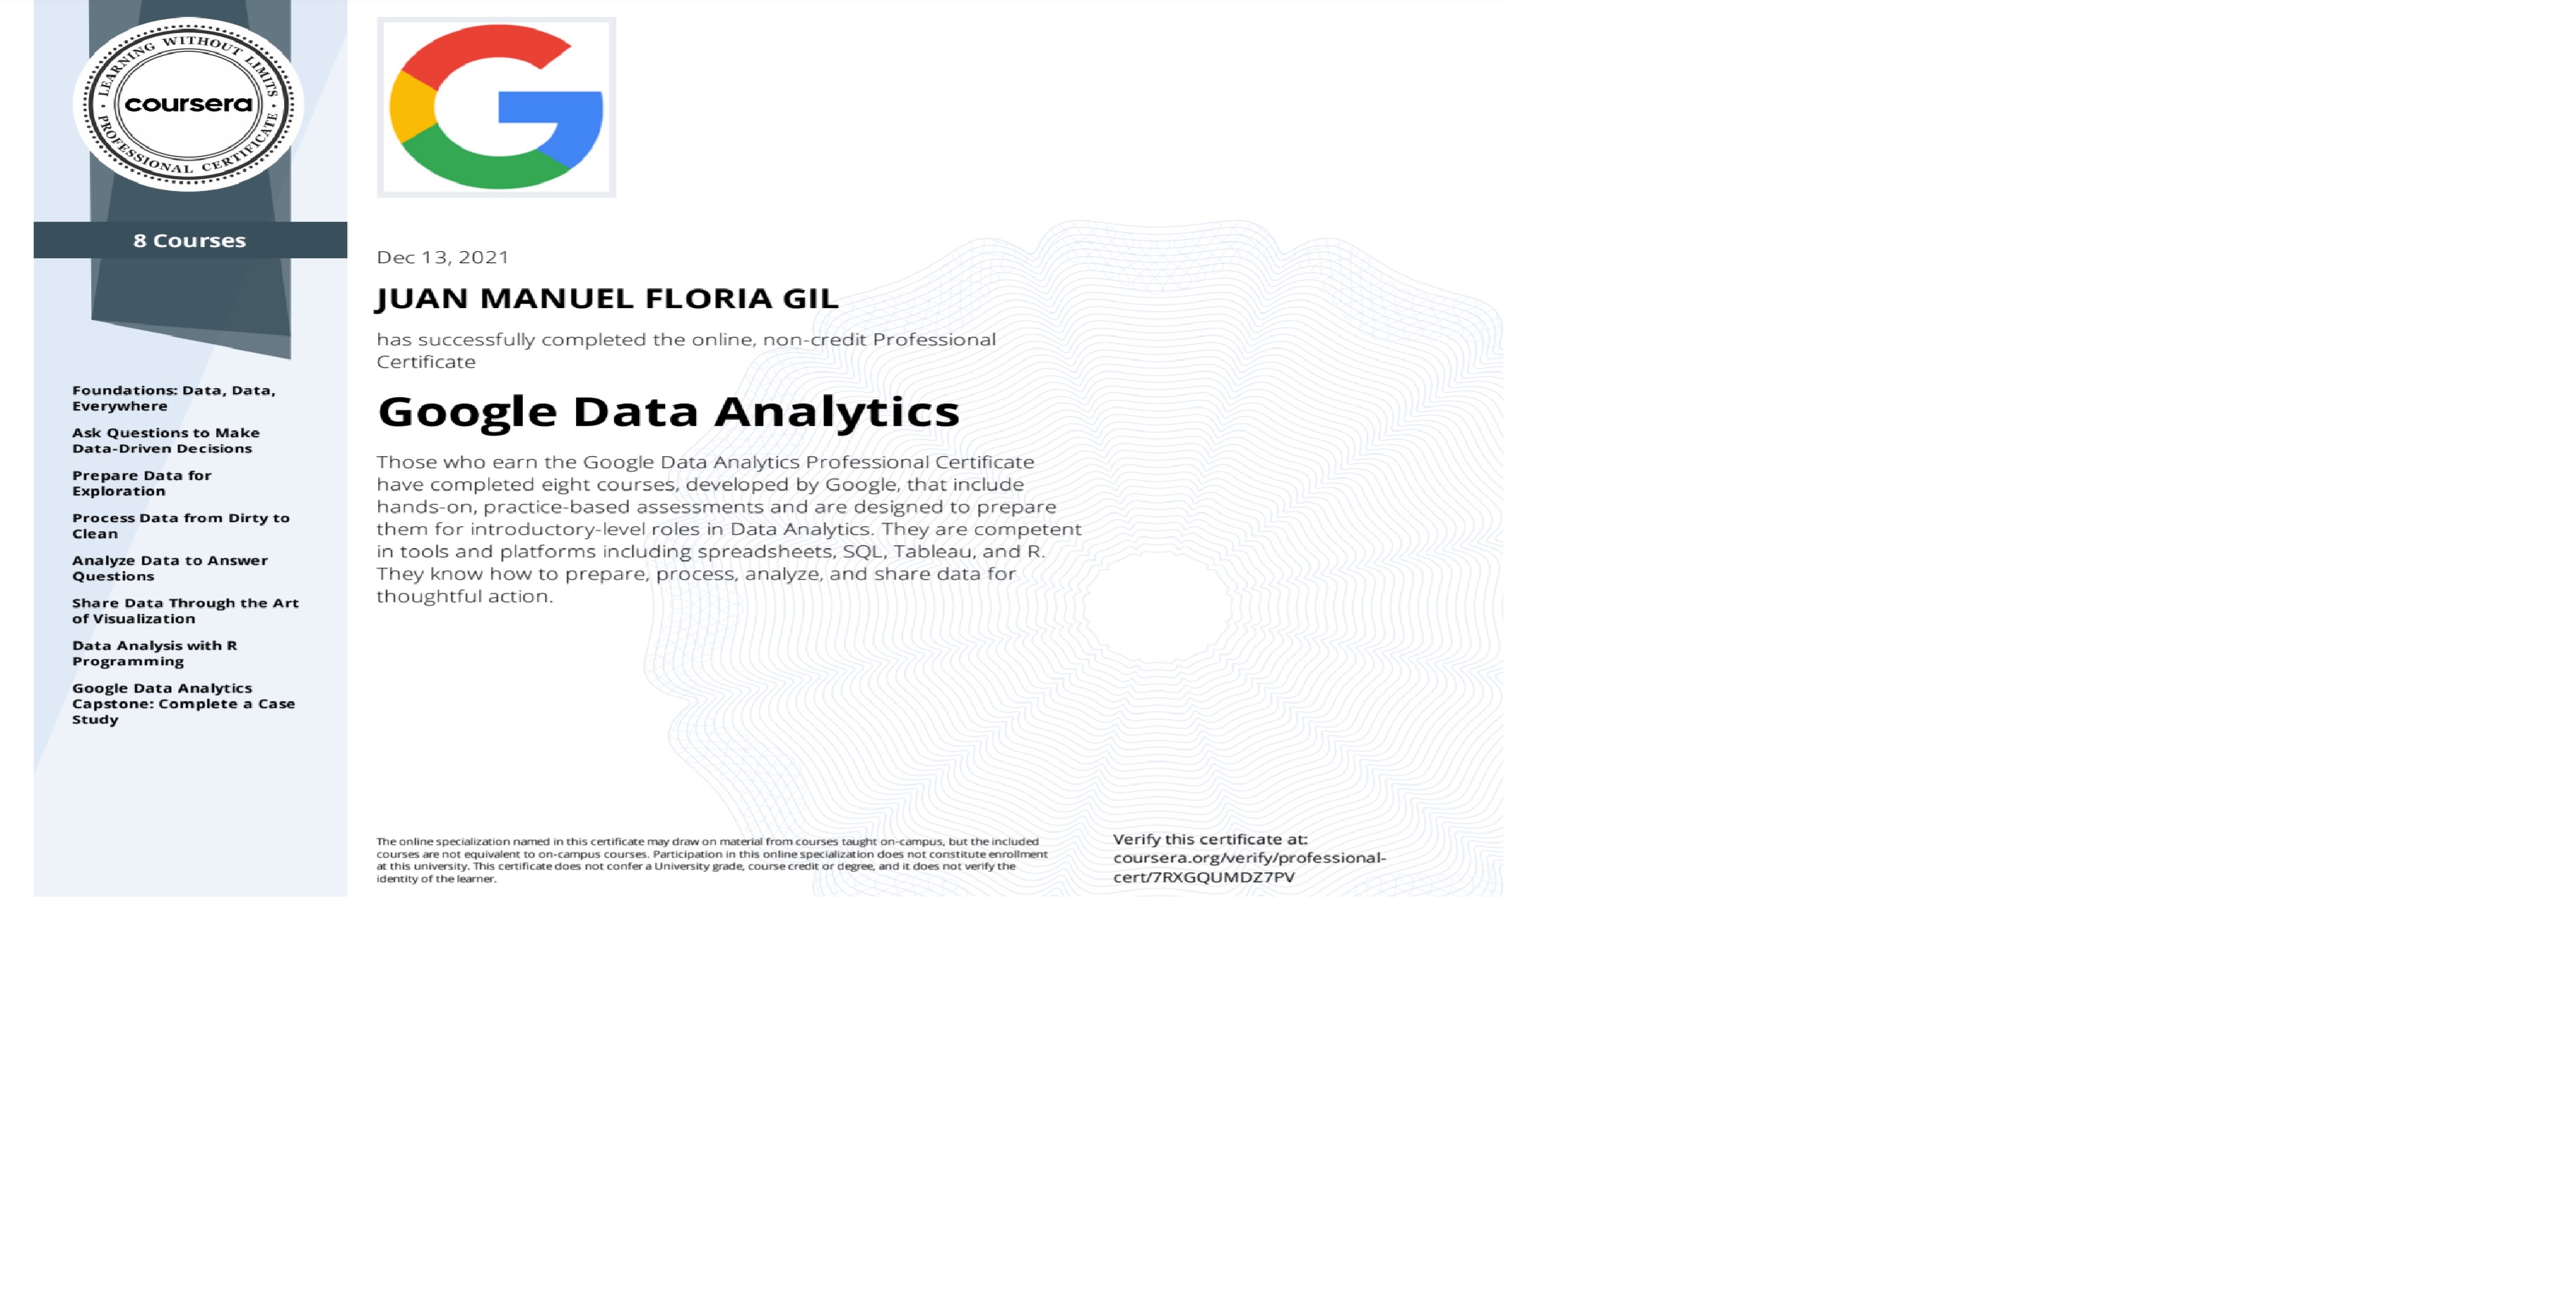 LEARNING WITHOUT LIMITS
coursera
PROFESSIONAL CERTIFICATE
8 Courses
Foundations: Data, Data,
Everywhere
Ask Questions to Make
Data-Driven Decisions
Prepare Data for
Exploration
Process Data from Dirty to
Clean
Analyze Data to Answer
Questions
Share Data Through the Art
of Visualization
Data Analysis with R
Programming
Google Data Analytics
Capstone: Complete a Case
Study
G
Dec 13, 2021
JUAN MANUEL FLORIA GIL
has successfully completed the online, non-credit Professional
Certificate
Google Data Analytics
Those who earn the Google Data Analytics Professional Certificate
have completed eight courses, developed by Google, that include
hands-on, practice-based assessments and are designed to prepare
them for introductory-level roles in Data Analytics. They are competent
in tools and platforms including spreadsheets, SQL, Tableau, and R.
They know how to prepare, process, analyze, and share data for
thoughtful action.
The online specialization named in this certificate may draw on material from courses taught on-campus, but the included
courses are not equivalent to on-campus courses. Participation in this online specialization does not constitute enrollment
at this university. This certificate does not confer a University grade, course credit or degree, and it does not verify the
identity of the learner.
Verify this certificate at:
coursera.org/verify/professional-
cert/7RXGQUMDZ7PV